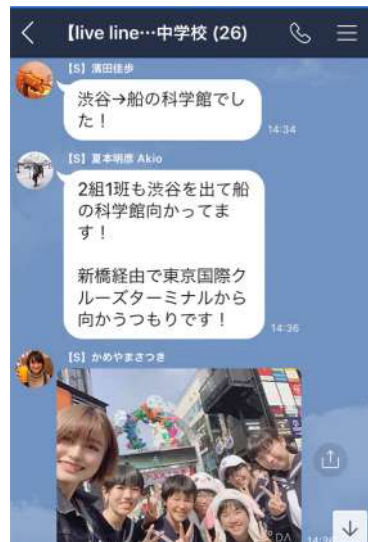 【live line…中学校 (26)
【S】濱田佳歩
渋谷→船の科学館でし
た！
14:34
【S】夏本明彦 Akio
2組1班も渋谷を出て船
の科学館向かってま
す！
新橋経由で東京国際ク
ルーズターミナルから
向かうつもりです！
14:36
【S】かめやまさつき
14:36